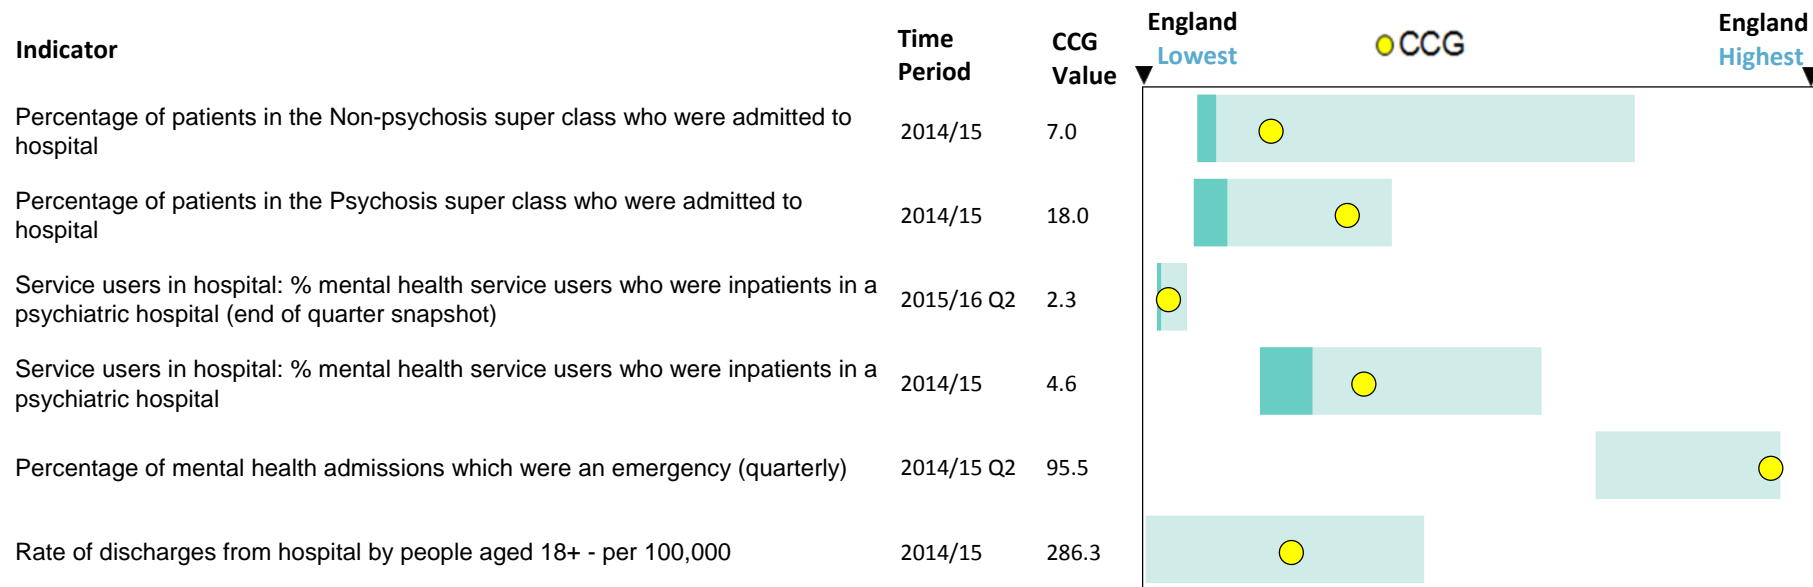 Indicator
Time
Period
CCG
Value
England
Lowest
CCG
England
Highest
Percentage of patients in the Non-psychosis super class who were admitted to
hospital
2014/15
7.0
Percentage of patients in the Psychosis super class who were admitted to
hospital
2014/15
18.0
Service users in hospital: % mental health service users who were inpatients in a
psychiatric hospital (end of quarter snapshot)
2015/16 Q2
2.3
Service users in hospital: % mental health service users who were inpatients in a
psychiatric hospital
2014/15
4.6
Percentage of mental health admissions which were an emergency (quarterly)
2014/15 Q2
95.5
Rate of discharges from hospital by people aged 18+ - per 100,000
2014/15
286.3